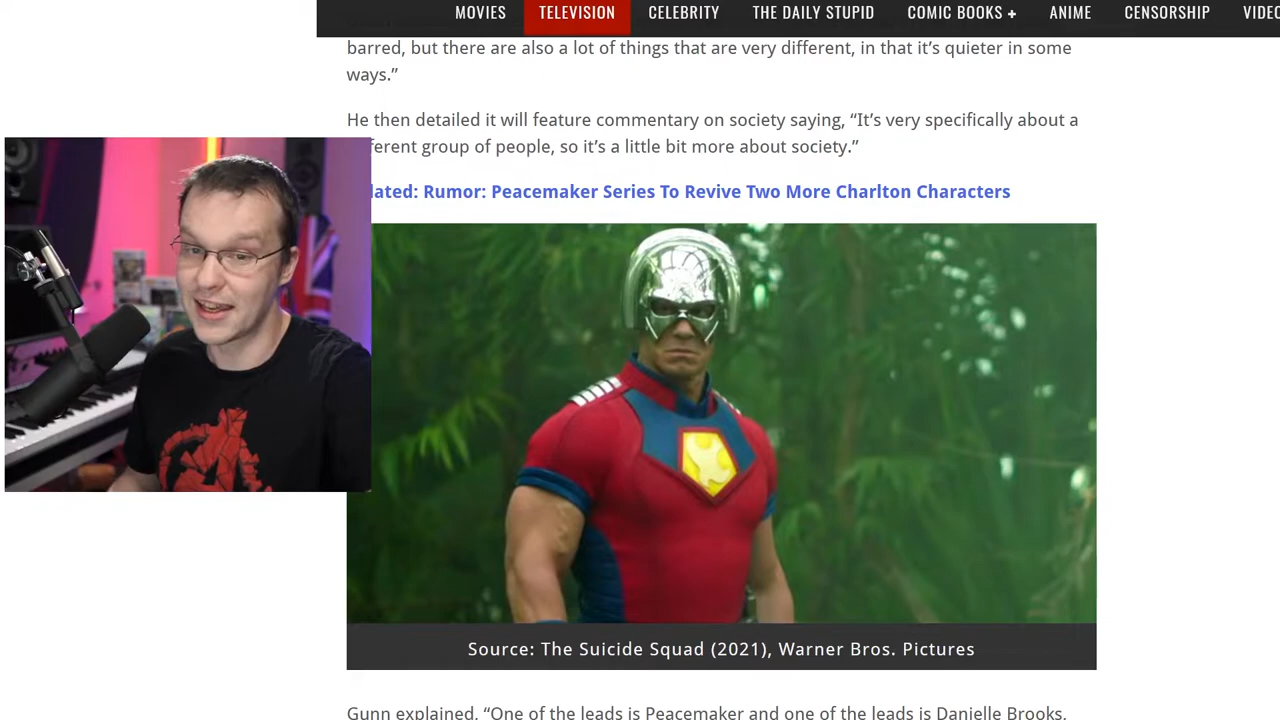 MOVIES TELEVISION CELEBRITY THE DAILY STUPID COMIC BOOKS + ANIME CENSORSHIP VIDEO
barred, but there are also a lot of things that are very different, in that it’s quieter in some
ways.”
He then detailed it will feature commentary on society saying, “It’s very specifically about a
fferent group of people, so it’s a little bit more about society.”
lated: Rumor: Peacemaker Series To Revive Two More Charlton Characters
Source: The Suicide Squad (2021), Warner Bros. Pictures
Gunn explained, “One of the leads is Peacemaker and one of the leads is Danielle Brooks,